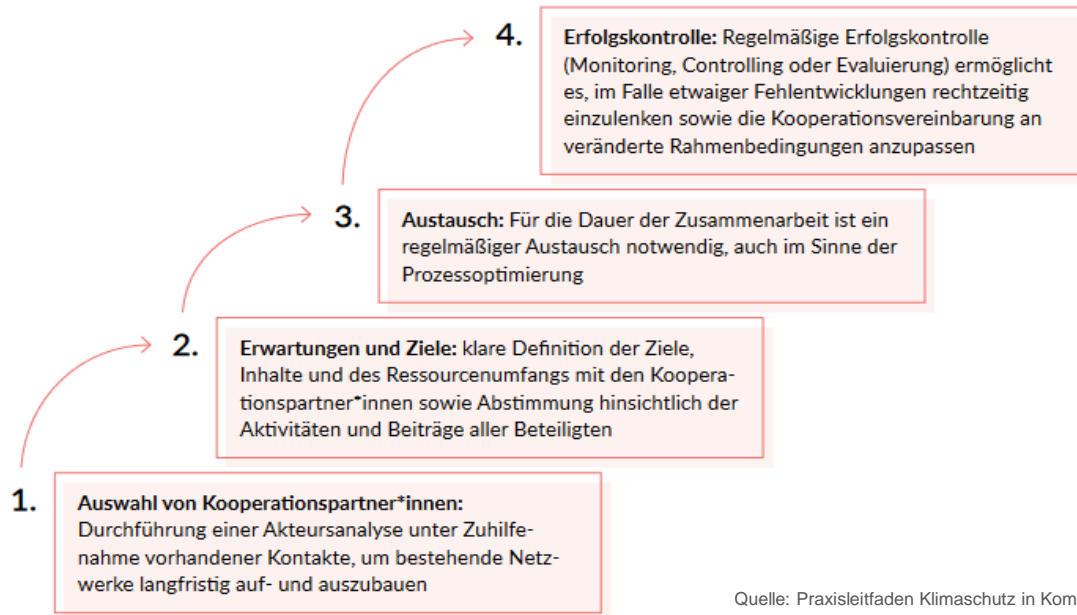 4.
Erfolgskontrolle: Regelmäßige Erfolgskontrolle
(Monitoring, Controlling oder Evaluierung) ermöglicht
es, im Falle etwaiger Fehlentwicklungen rechtzeitig
einzulenken sowie die Kooperationsvereinbarung an
veränderte Rahmenbedingungen anzupassen
3.
Austausch: Für die Dauer der Zusammenarbeit ist ein
regelmäßiger Austausch notwendig, auch im Sinne der
Prozessoptimierung
2.
Erwartungen und Ziele: klare Definition der Ziele,
Inhalte und des Ressourcenumfangs mit den Koopera-
tionspartner*innen sowie Abstimmung hinsichtlich der
Aktivitäten und Beiträge aller Beteiligten
1.
Auswahl von Kooperationspartner*innen:
Durchführung einer Akteursanalyse unter Zuhilfe-
nahme vorhandener Kontakte, um bestehende Netz-
werke langfristig auf- und auszubauen
Quelle: Praxisleitfaden Klimaschutz in Kom